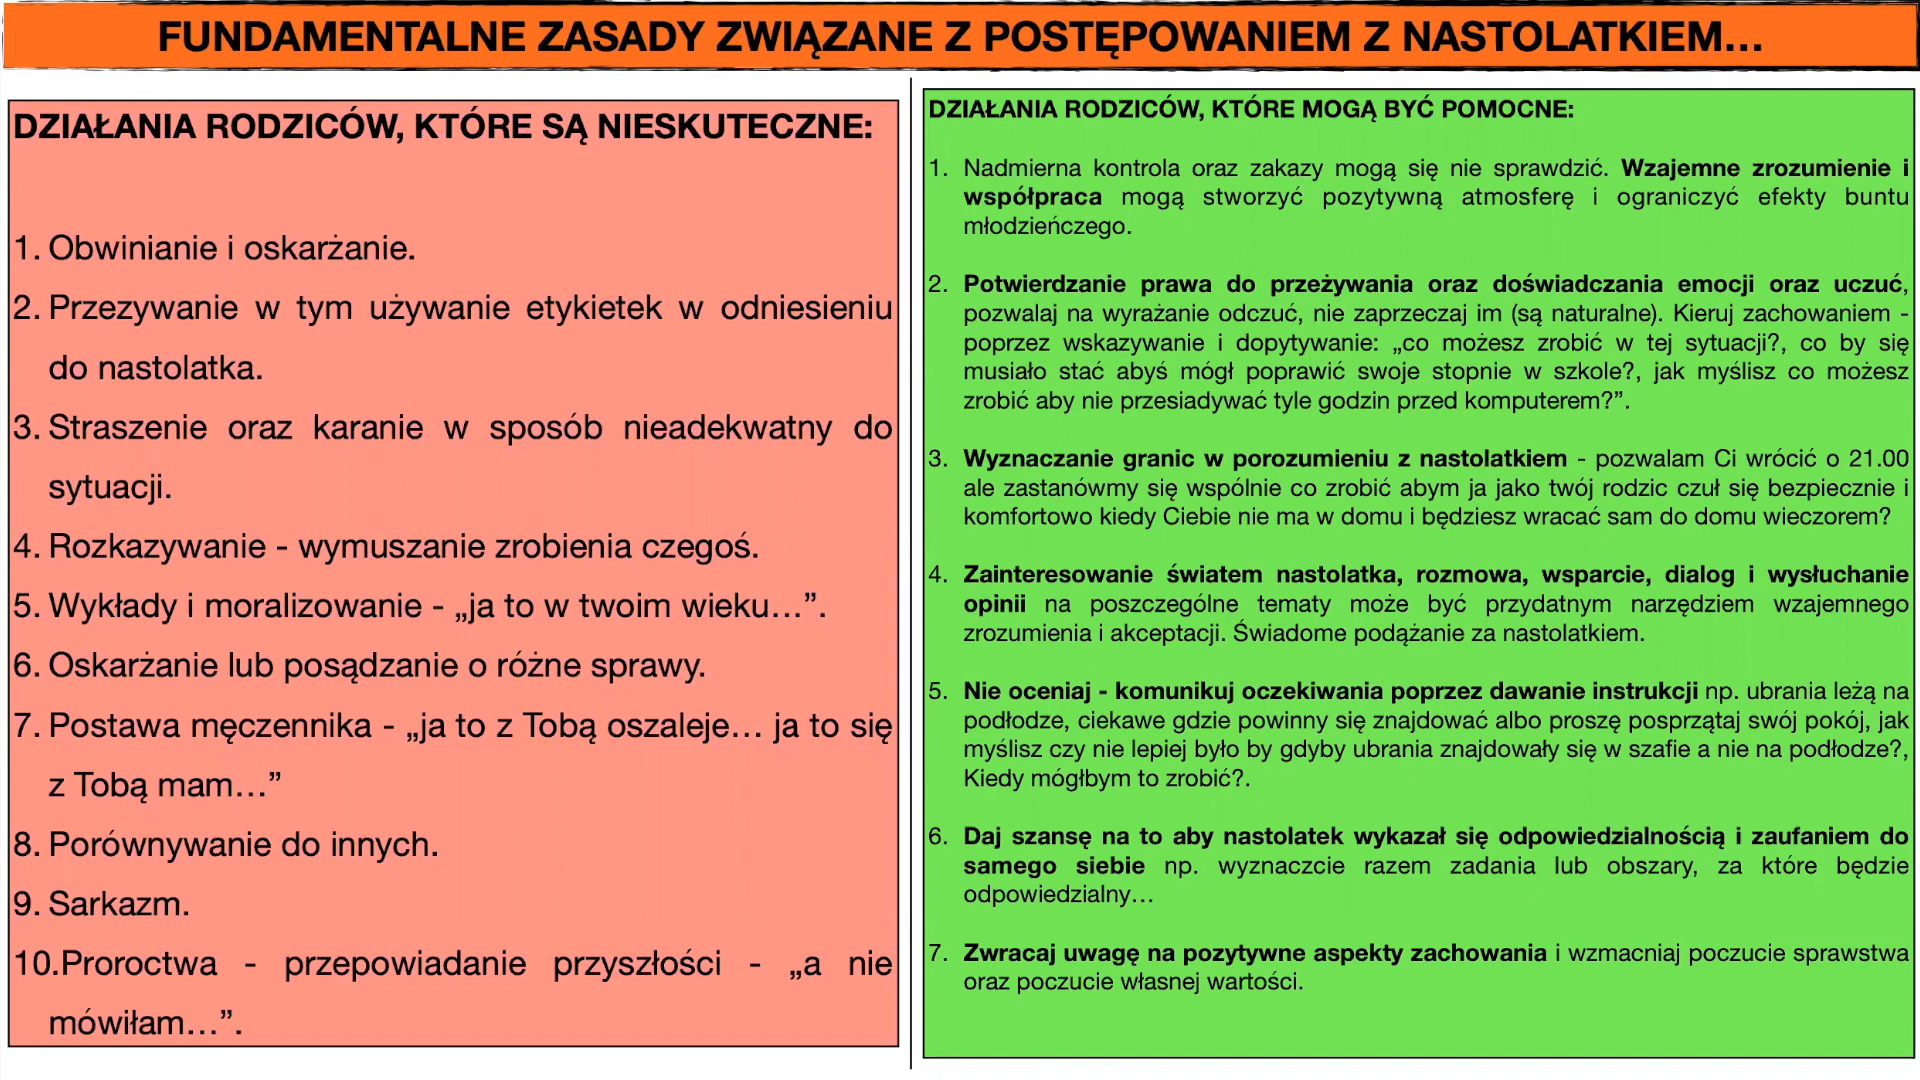 FUNDAMENTALNE ZASADY ZWIĄZANE Z POSTĘPOWANIEM Z NASTOLATKIEM…
DZIAŁANIA RODZICÓW, KTÓRE SĄ NIESKUTECZNE:
1. Obwinianie i oskarżanie.
2. Przezywanie w tym używanie etykietek w odniesieniu
do nastolatka.
3. Straszenie oraz karanie w sposób nieadekwatny do
sytuacji.
4. Rozkazywanie - wymuszanie zrobienia czegoś.
5. Wykłady i moralizowanie - „ja to w twoim wieku…”.
6. Oskarżanie lub posądzanie o różne sprawy.
7. Postawa męczennika - „ja to z Tobą oszaleje… ja to się
z Tobą mam…”
8. Porównywanie do innych.
9. Sarkazm.
10.Proroctwa - przepowiadanie przyszłości - „a nie
mówiłam…”.
DZIAŁANIA RODZICÓW, KTÓRE MOGĄ BYĆ POMOCNE:
1. Nadmierna kontrola oraz zakazy mogą się nie sprawdzić. Wzajemne zrozumienie i
współpraca mogą stworzyć pozytywną atmosferę i ograniczyć efekty buntu
młodzieńczego.
2. Potwierdzanie prawa do przeżywania oraz doświadczania emocji oraz uczuć,
pozwalaj na wyrażanie odczuć, nie zaprzeczaj im (są naturalne). Kieruj zachowaniem -
poprzez wskazywanie i dopytywanie: „co możesz zrobić w tej sytuacji?, co by się
musiało stać abyś mógł poprawić swoje stopnie w szkole?, jak myślisz co możesz
zrobić aby nie przesiadywać tyle godzin przed komputerem?”.
3. Wyznaczanie granic w porozumieniu z nastolatkiem - pozwalam Ci wrócić o 21.00
ale zastanówmy się wspólnie co zrobić abym ja jako twój rodzic czuł się bezpiecznie i
komfortowo kiedy Ciebie nie ma w domu i będziesz wracać sam do domu wieczorem?
4. Zainteresowanie światem nastolatka, rozmowa, wsparcie, dialog i wysłuchanie
opinii na poszczególne tematy może być przydatnym narzędziem wzajemnego
zrozumienia i akceptacji. Świadome podążanie za nastolatkiem.
5. Nie oceniaj - komunikuj oczekiwania poprzez dawanie instrukcji np. ubrania leżą na
podłodze, ciekawe gdzie powinny się znajdować albo proszę posprzątaj swój pokój, jak
myślisz czy nie lepiej było by gdyby ubrania znajdowały się w szafie a nie na podłodze?,
Kiedy mógłbym to zrobić?.
6. Daj szansę na to aby nastolatek wykazał się odpowiedzialnością i zaufaniem do
samego siebie np. wyznaczcie razem zadania lub obszary, za które będzie
odpowiedzialny…
7. Zwracaj uwagę na pozytywne aspekty zachowania i wzmacniaj poczucie sprawstwa
oraz poczucie własnej wartości.